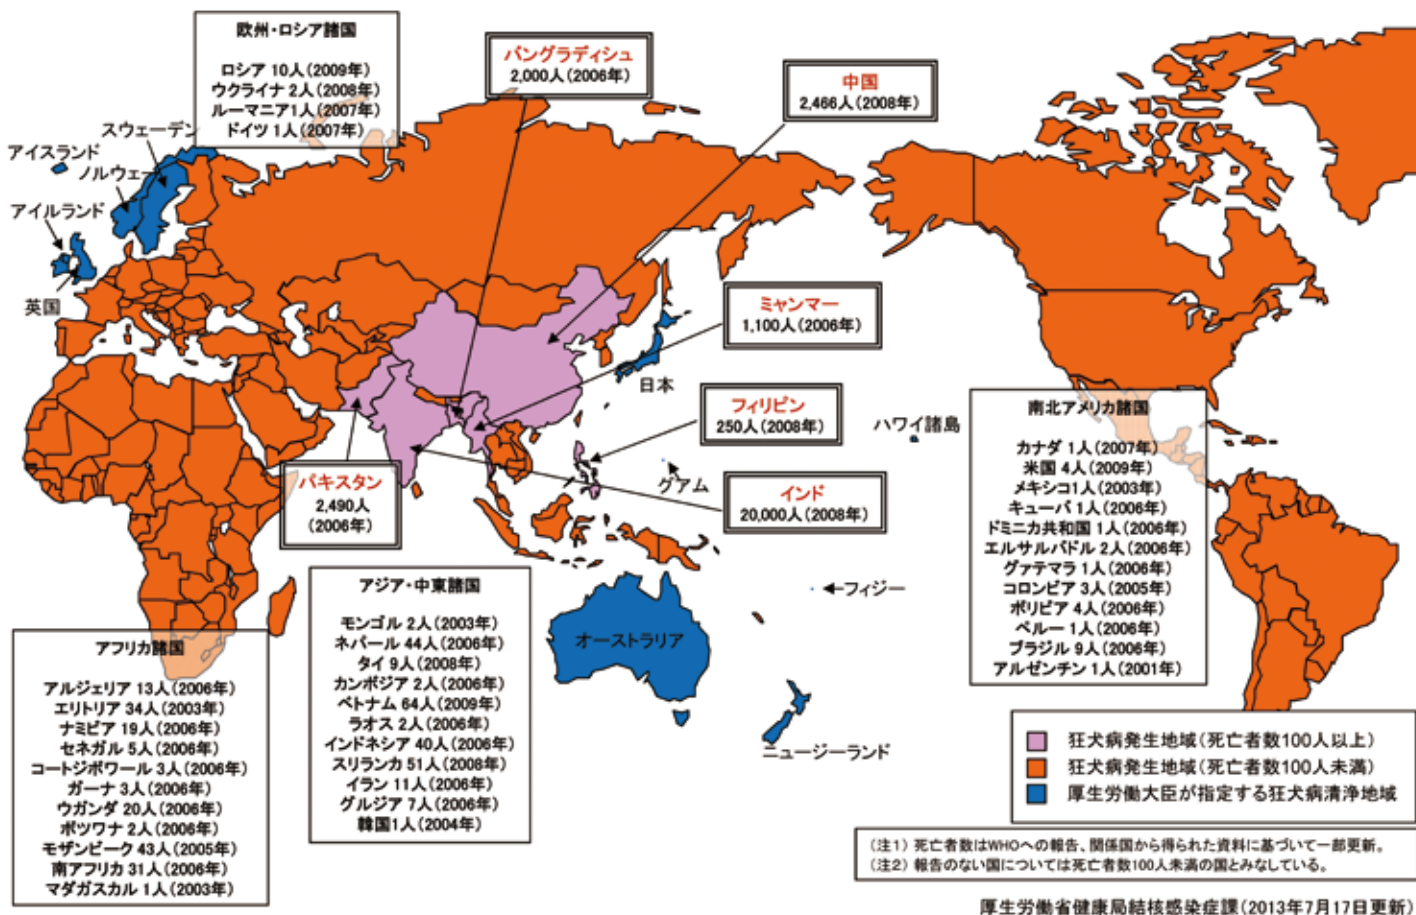 欧州・ロシア諸国
ロシア 10人(2009年)
ウクライナ 2人(2008年)
ルーマニア1人(2007年)
ドイツ 1人(2007年)
バングラディシュ
2,000人(2006年)
中国
2,466人(2008年)
スウェーデン
アイスランド
ノルウェー
アイルランド
英国
ミャンマー
1,100人(2006年)
日本
フィリピン
250人(2008年)
グアム
ハワイ諸島
パキスタン
2,490人
(2006年)
インド
20,000人(2008年)
フィジー
オーストラリア
ニュージーランド
南北アメリカ諸国
カナダ 1人(2007年)
米国 4人(2009年)
メキシコ1人(2003年)
キューバ 1人(2006年)
ドミニカ共和国 1人(2006年)
エルサルバドル 2人(2006年)
グァテマラ 1人(2006年)
コロンビア 3人(2005年)
ボリビア 4人(2006年)
ペルー 1人(2006年)
ブラジル 9人(2006年)
アルゼンチン 1人(2001年)
アジア・中東諸国
モンゴル 2人(2003年)
ネパール 44人(2006年)
タイ 9人(2008年)
カンボジア 2人(2006年)
ベトナム 64人(2009年)
ラオス 2人(2006年)
インドネシア 40人(2006年)
スリランカ 51人(2008年)
イラン 11人(2006年)
グルジア 7人(2006年)
韓国1人(2004年)
アフリカ諸国
アルジェリア 13人(2006年)
エリトリア 34人(2003年)
ナミビア 19人(2006年)
セネガル 5人(2006年)
コートジボワール 3人(2006年)
ガーナ 3人(2006年)
ウガンダ 20人(2006年)
ボツワナ 2人(2006年)
モザンビーク 43人(2005年)
南アフリカ 31人(2006年)
マダガスカル 1人(2003年)
狂犬病発生地域(死亡者数100人以上)
狂犬病発生地域(死亡者数100人未満)
厚生労働大臣が指定する狂犬病清浄地域
(注1) 死亡者数はWHOへの報告、関係国から得られた資料に基づいて一部更新。
(注2) 報告のない国については死亡者数100人未満の国とみなしている。
厚生労働省健康局結核感染症課(2013年7月17日更新)